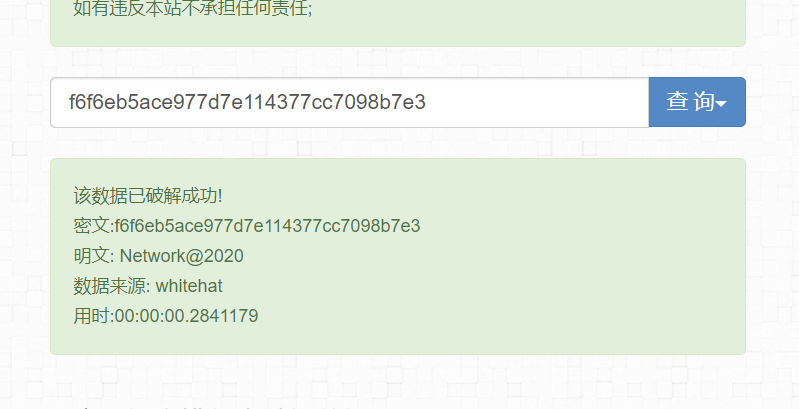 如有违反本站不承担任何责任;
f6f6eb5ace977d7e114377cc7098b7e3
查 询
该数据已破解成功!
密文:f6f6eb5ace977d7e114377cc7098b7e3
明文: Network@2020
数据来源: whitehat
用时:00:00:00.2841179